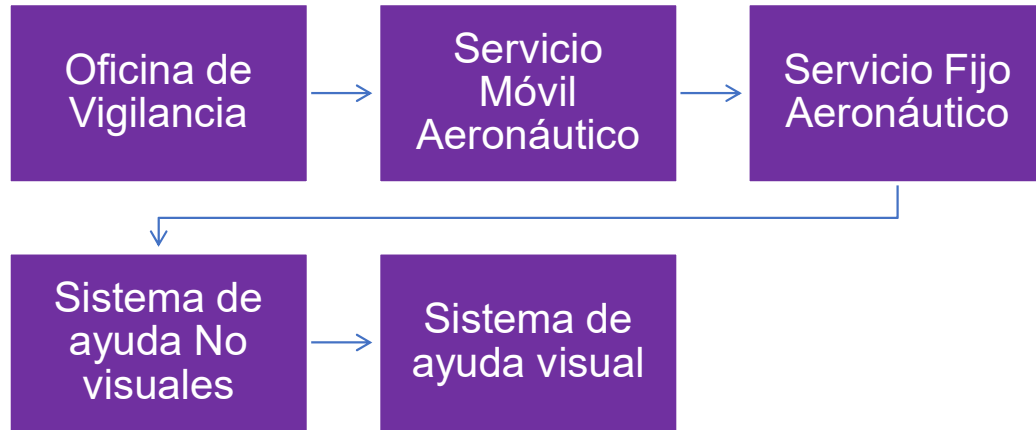 Oficina de
Vigilancia
Servicio
Móvil
Aeronáutico
Servicio Fijo
Aeronáutico
Sistema de
ayuda No
visuales
Sistema de
ayuda visual